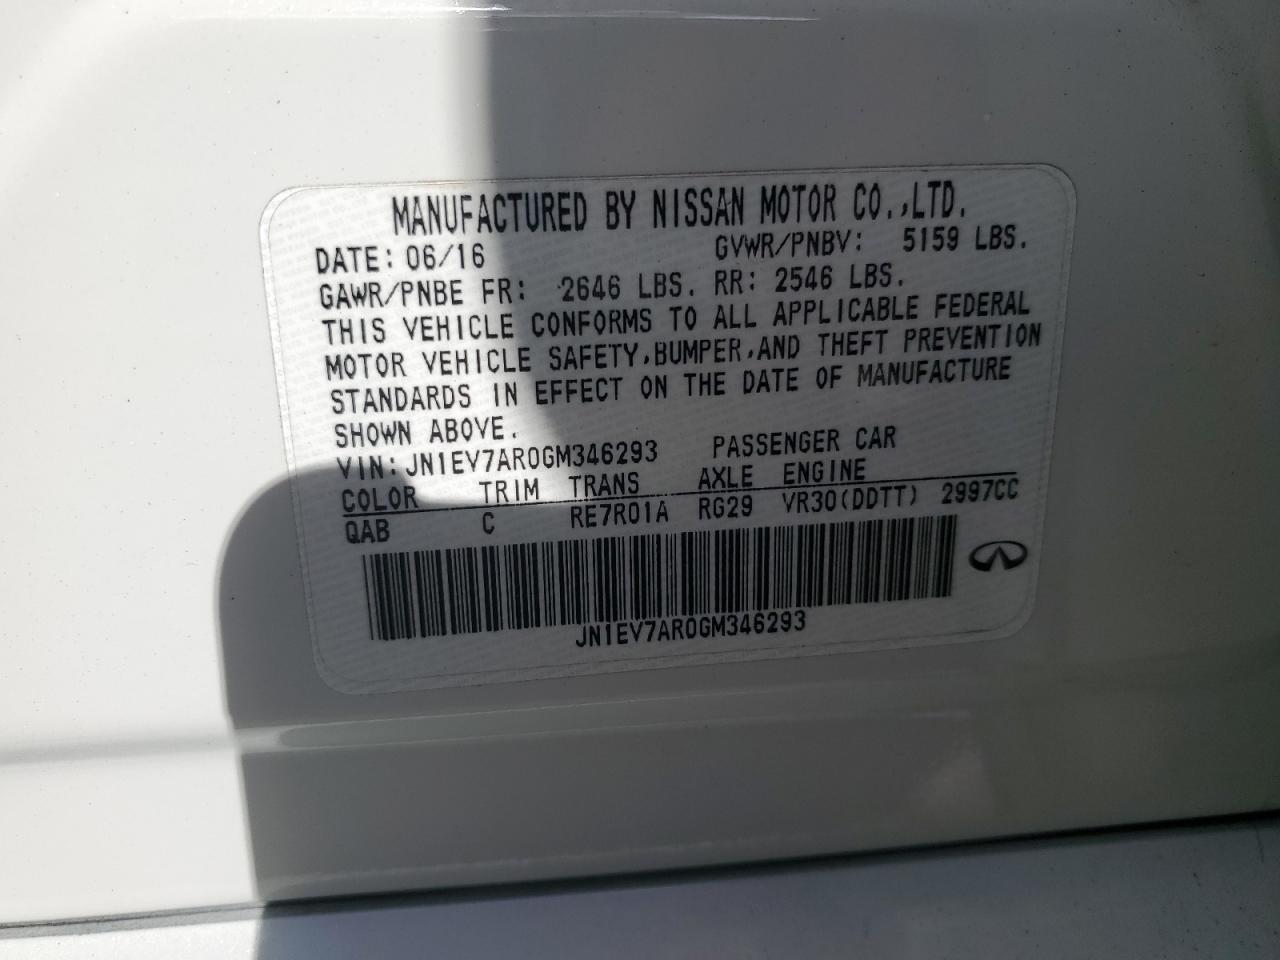 MANUFACTURED BY NISSAN MOTOR CO.,LTD.
DATE: 06/16 GVWR/PNBV: 5159 LBS.
GAWR/PNBE FR: 2646 LBS. RR: 2546 LBS.
THIS VEHICLE CONFORMS TO ALL APPLICABLE FEDERAL
MOTOR VEHICLE SAFETY,BUMPER,AND THEFT PREVENTION
STANDARDS IN EFFECT ON THE DATE OF MANUFACTURE
SHOWN ABOVE.
VIN: JN1EV7AR0GM346293 PASSENGER CAR
COLOR TRIM TRANS AXLE ENGINE
QAB C RE7R01A RG29 VR30(DDTT) 2997CC
JN1EV7AR0GM346293